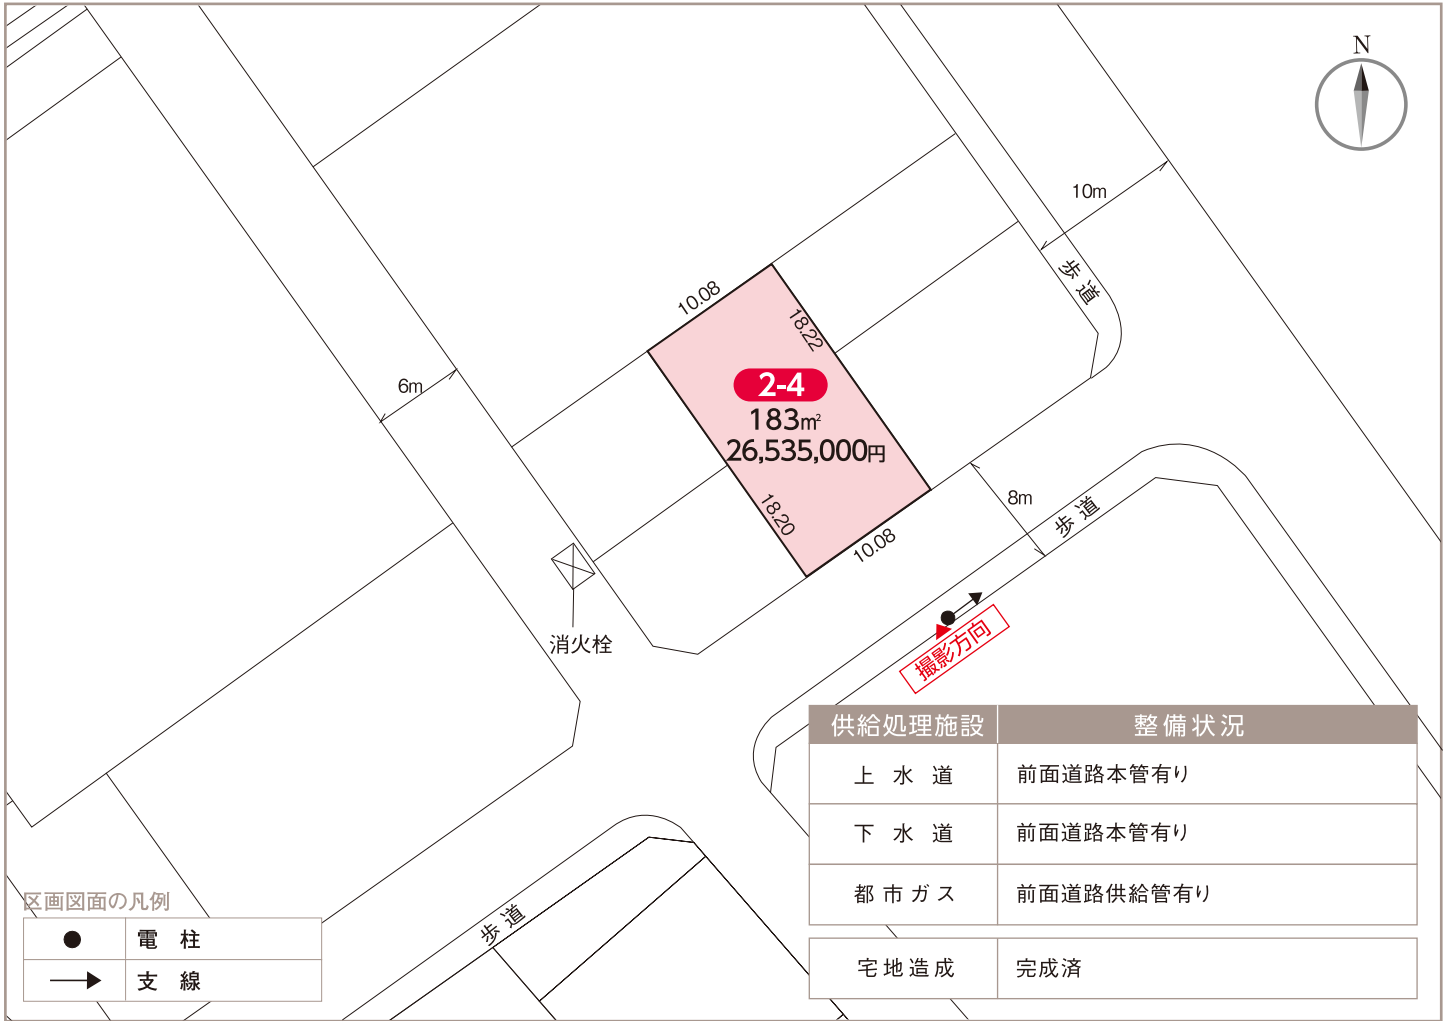 N
10m
歩道
10.08
18.22
6m
2-4
183㎡
26,535,000円
18.20
10.08
8m
歩道
消火栓
撮影方向
供給処理施設 整備状況
上水道 前面道路本管有り
下水道 前面道路本管有り
都市ガス 前面道路供給管有り
宅地造成 完成済
歩道
区画図面の凡例
電柱
支線